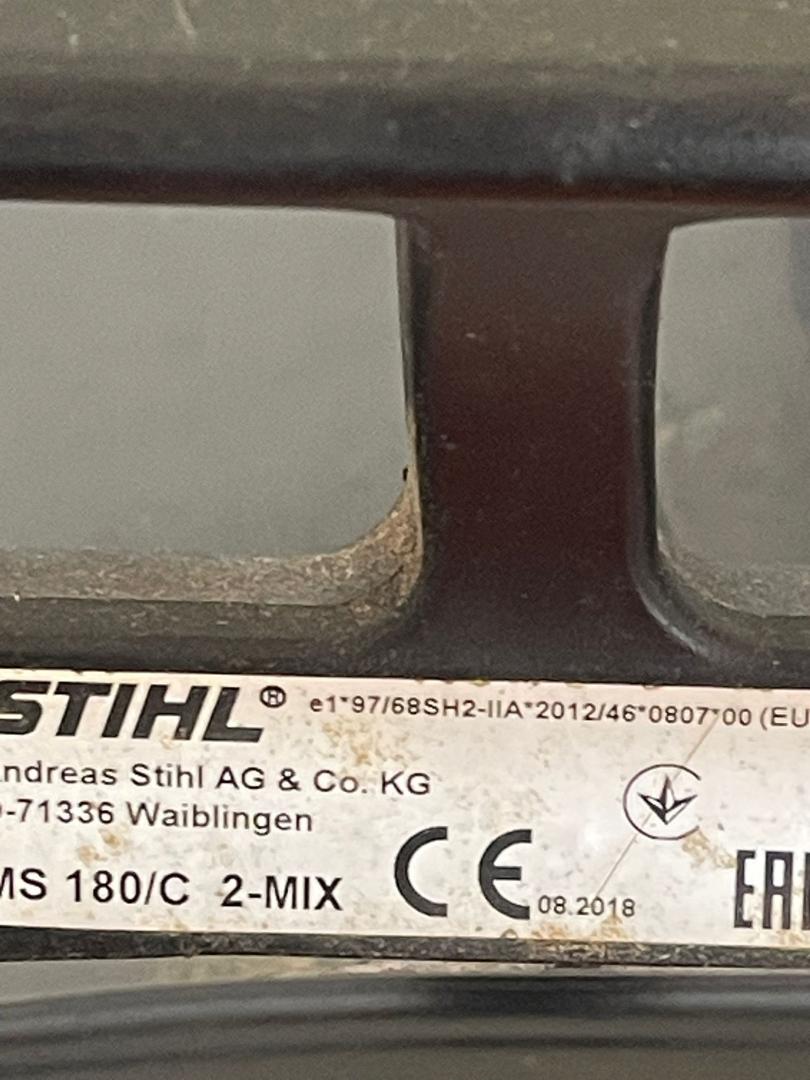 STIHL® e1*97/68SH2-IIA*2012/46*0807*00 (EU
ndreas Stihl AG & Co. KG
-71336 Waiblingen
MS 180/C 2-MIX CE 08.2018 EAC